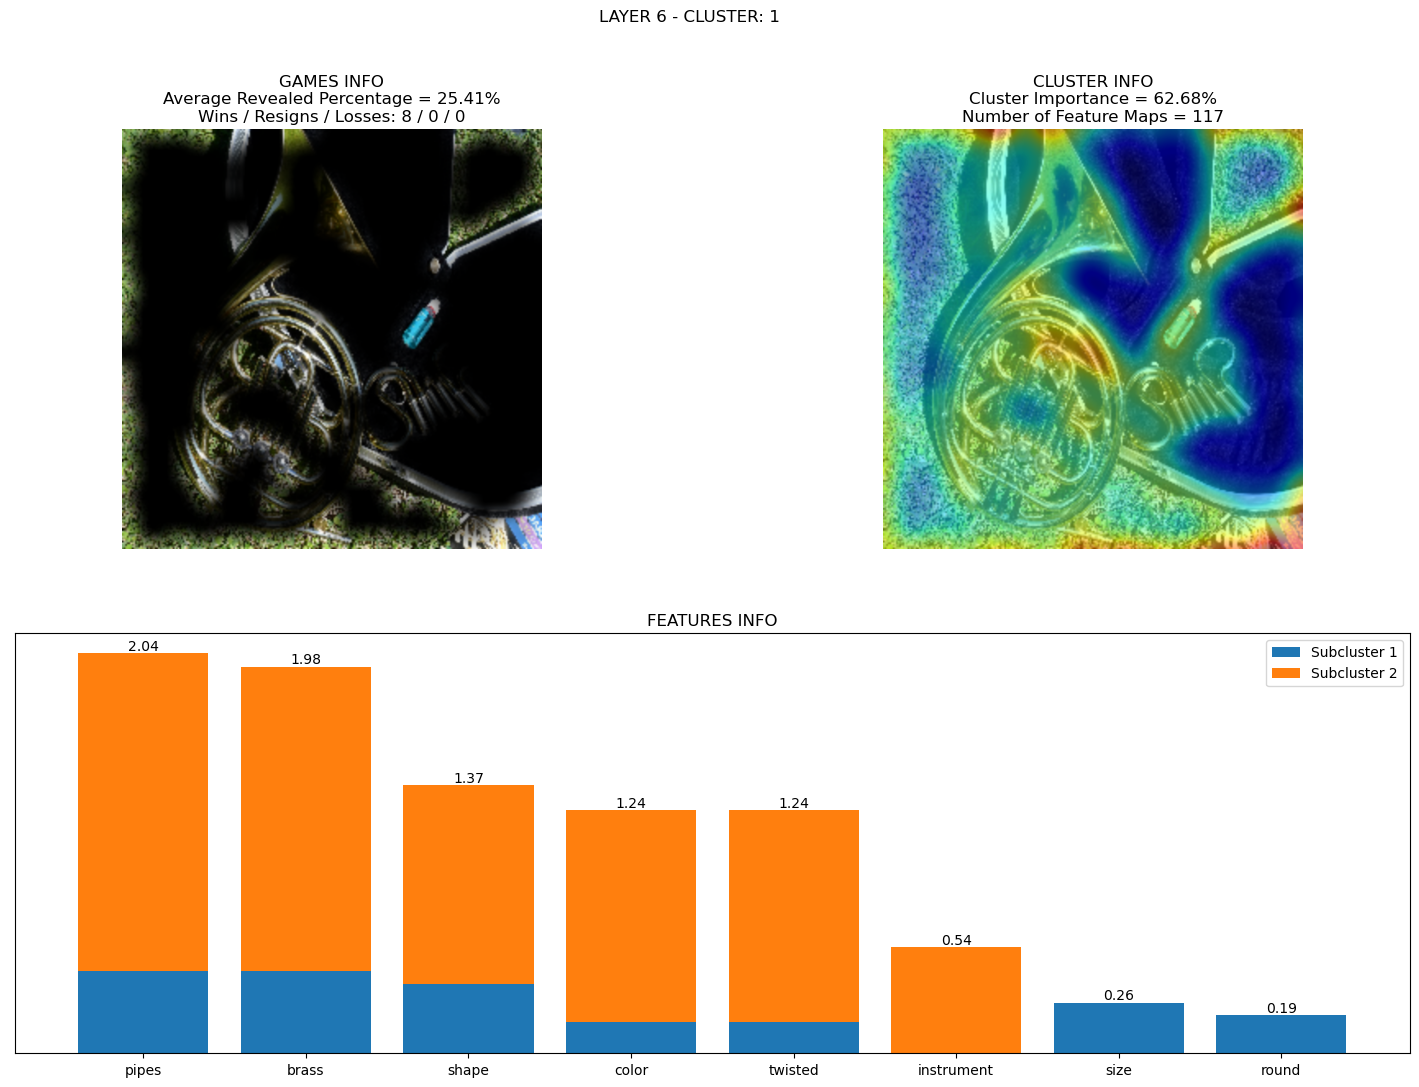 LAYER 6 - CLUSTER: 1
GAMES INFO
Average Revealed Percentage = 25.41%
Wins / Resigns / Losses: 8 / 0 / 0
CLUSTER INFO
Cluster Importance = 62.68%
Number of Feature Maps = 117
FEATURES INFO
Subcluster 1
Subcluster 2
2.04
1.98
1.37
1.24
1.24
0.54
0.26
0.19
pipes
brass
shape
color
twisted
instrument
size
round